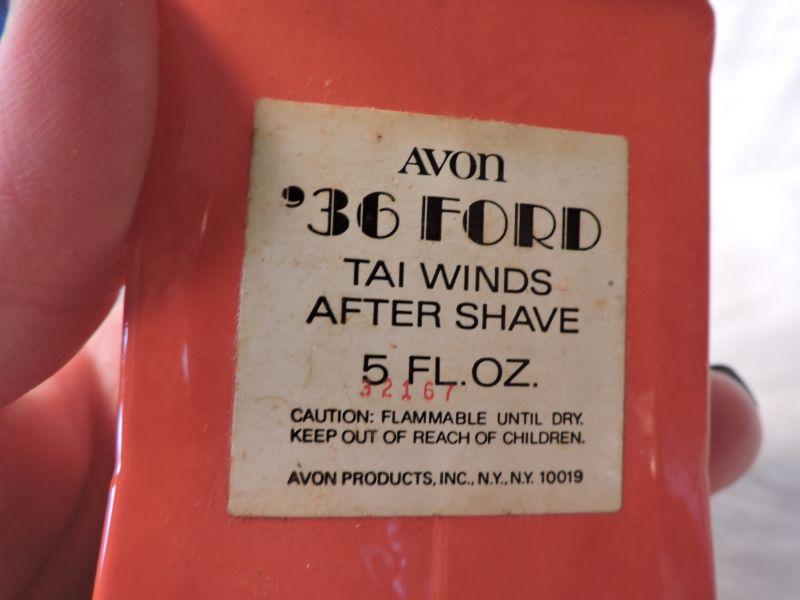 AVON
'36 FORD
TAI WINDS
AFTER SHAVE
5 FL. OZ.
32167
CAUTION: FLAMMABLE UNTIL DRY.
KEEP OUT OF REACH OF CHILDREN.
AVON PRODUCTS, INC., N.Y., N.Y. 10019